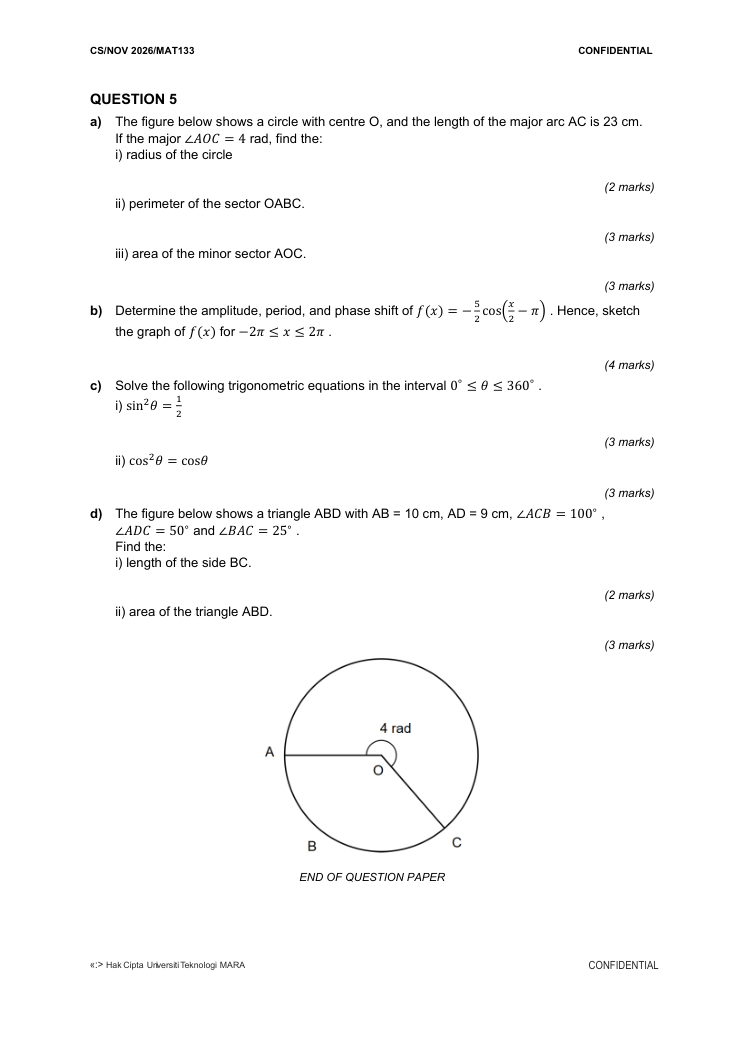 CS/NOV 2026/MAT133 CONFIDENTIAL
QUESTION 5
a) The figure below shows a circle with centre O, and the length of the major arc AC is 23 cm.
If the major ∠AOC = 4 rad, find the:
i) radius of the circle
(2 marks)
ii) perimeter of the sector OABC.
(3 marks)
iii) area of the minor sector AOC.
(3 marks)
b) Determine the amplitude, period, and phase shift of f(x) = −5/2 cos(x/2 − π) . Hence, sketch
the graph of f(x) for −2π ≤ x ≤ 2π .
(4 marks)
c) Solve the following trigonometric equations in the interval 0° ≤ θ ≤ 360° .
i) sin²θ = 1/2
(3 marks)
ii) cos²θ = cosθ
(3 marks)
d) The figure below shows a triangle ABD with AB = 10 cm, AD = 9 cm, ∠ACB = 100° ,
∠ADC = 50° and ∠BAC = 25° .
Find the:
i) length of the side BC.
(2 marks)
ii) area of the triangle ABD.
(3 marks)
4 rad
A
O
B
C
END OF QUESTION PAPER
«:> Hak Cipta Universiti Teknologi MARA CONFIDENTIAL